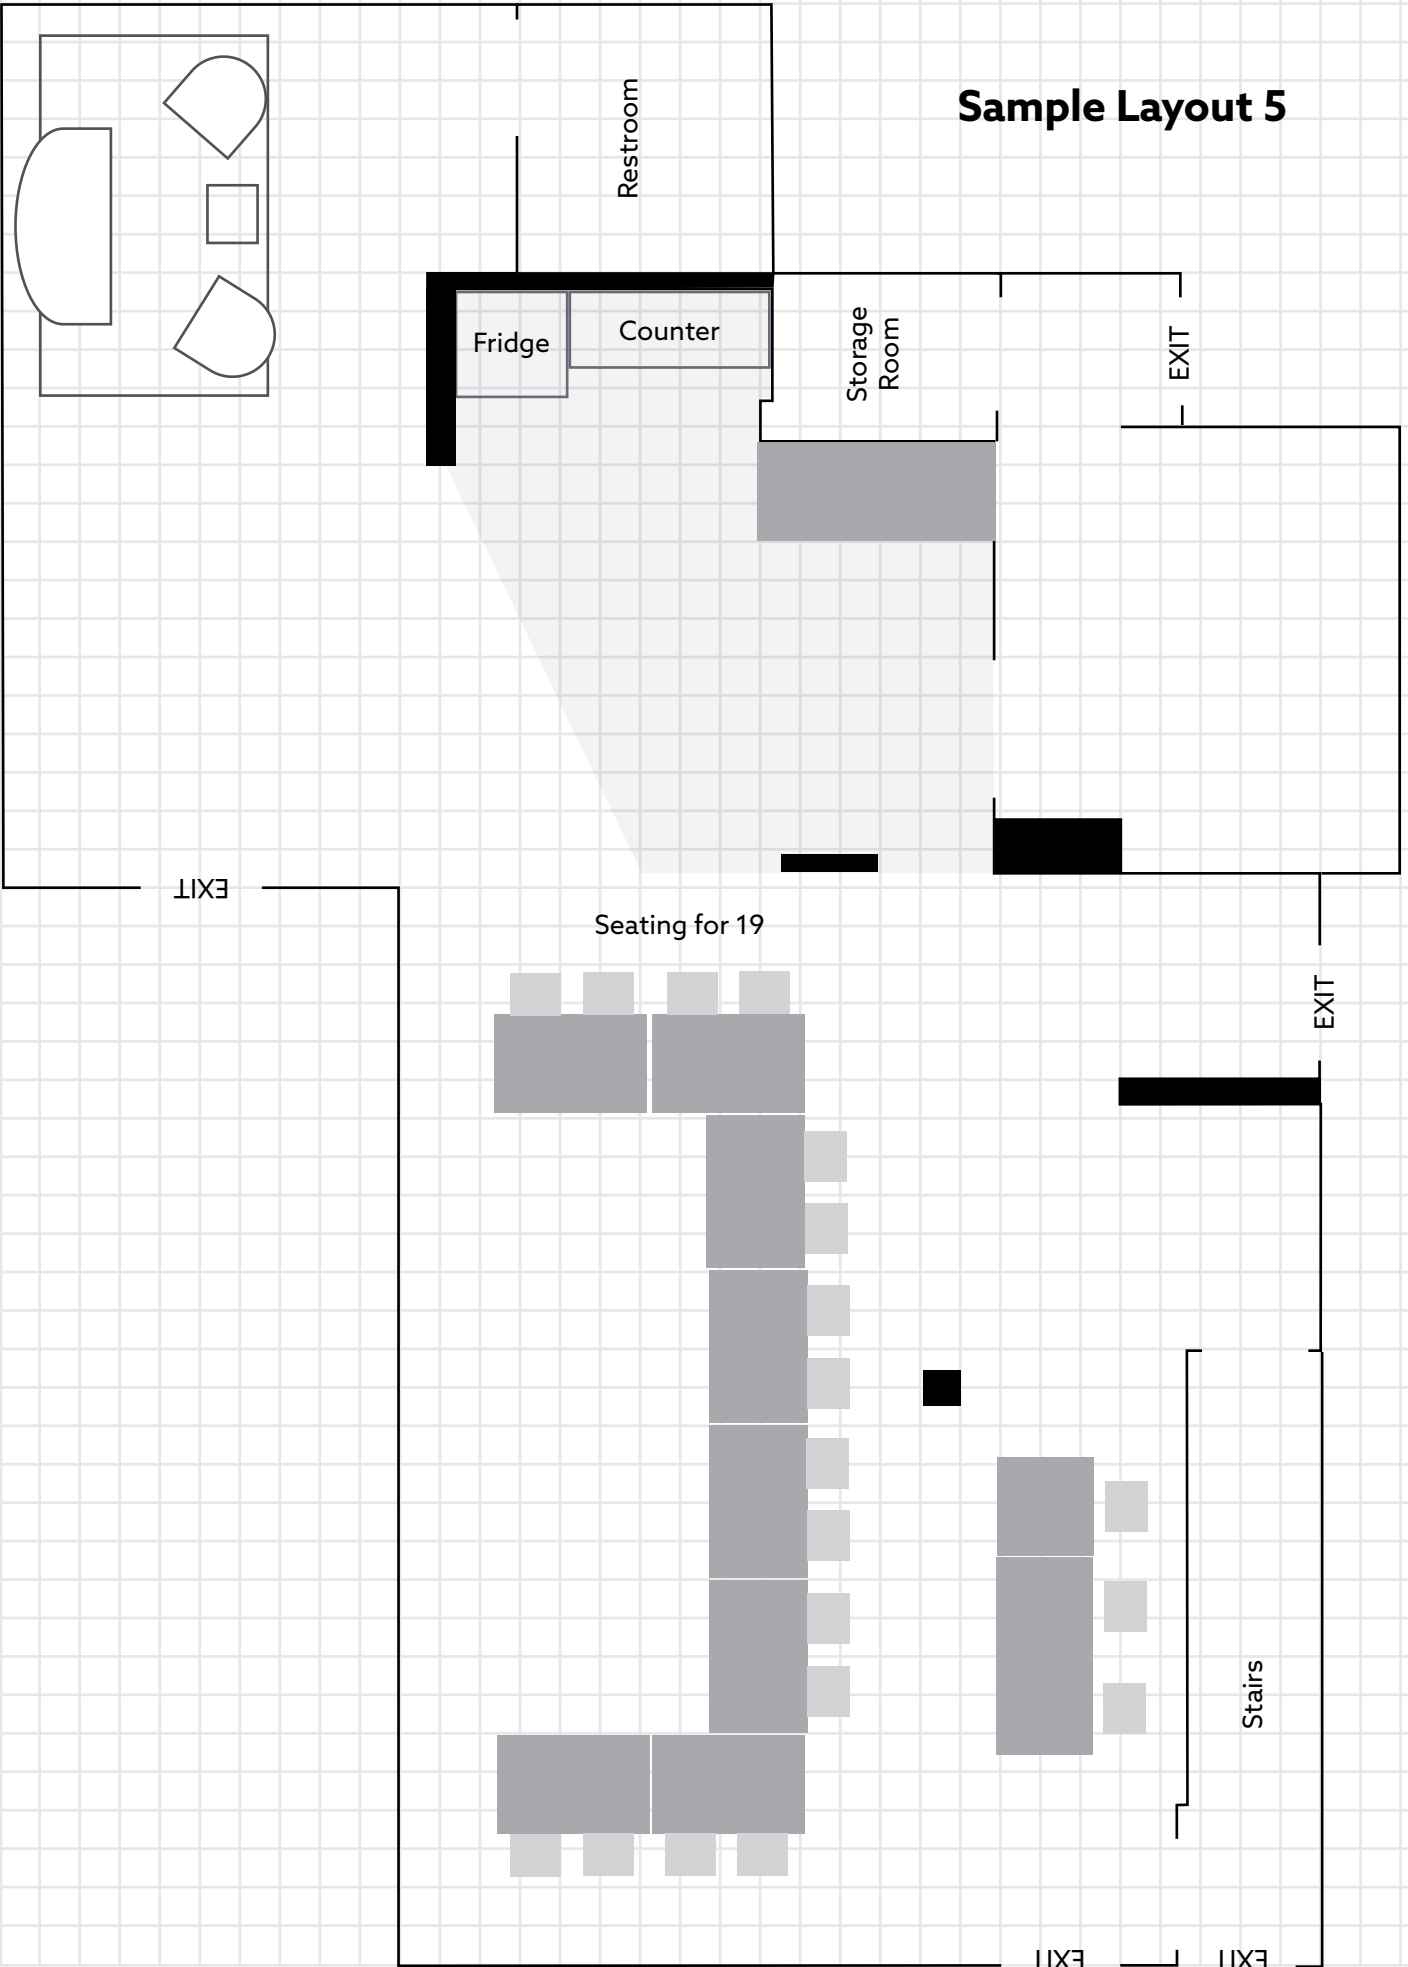 Sample Layout 5
Restroom
Fridge
Counter
Storage
Room
EXIT
EXIT
Seating for 19
EXIT
Stairs
EXIT
EXIT